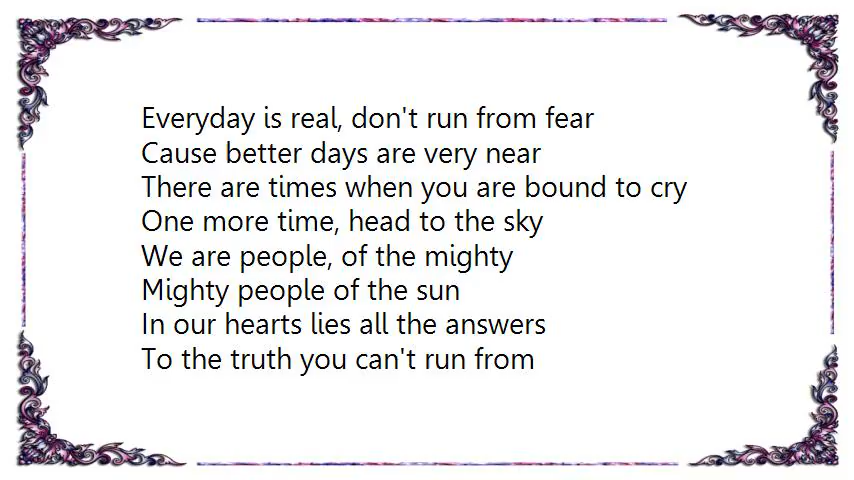 Everyday is real, don't run from fear
Cause better days are very near
There are times when you are bound to cry
One more time, head to the sky
We are people, of the mighty
Mighty people of the sun
In our hearts lies all the answers
To the truth you can't run from